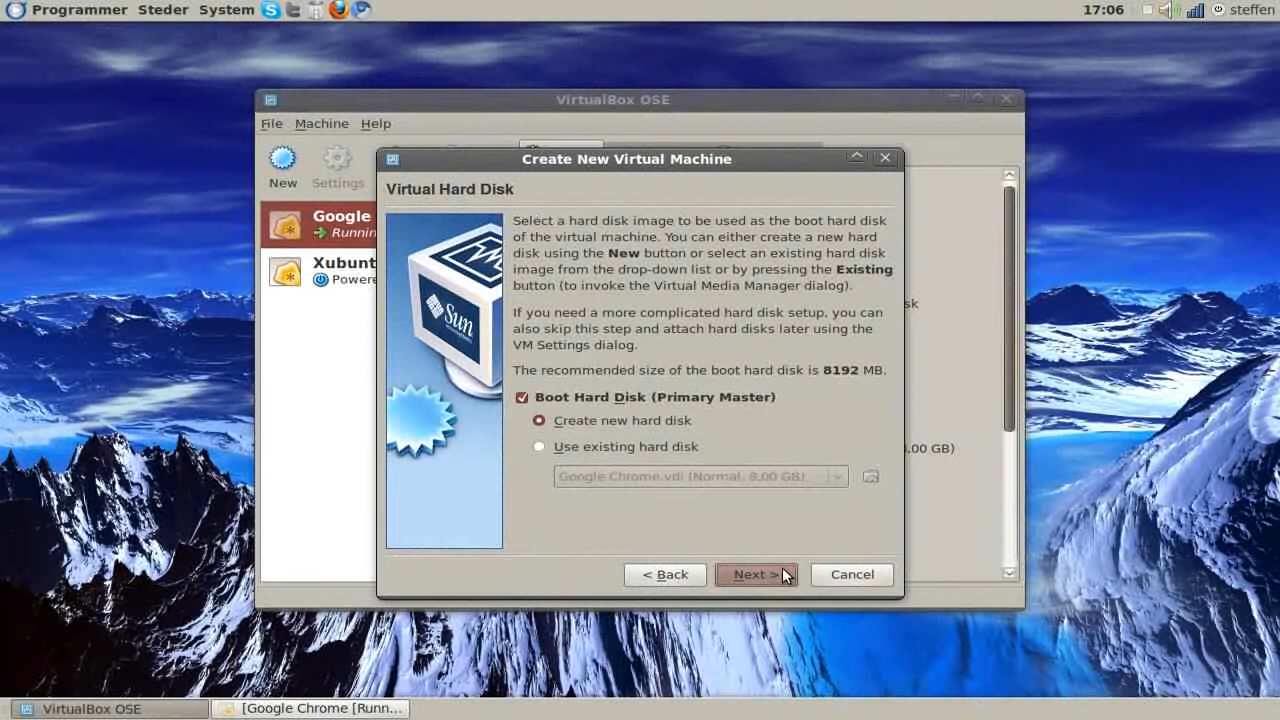 Programmer Steder System
17:06
steffen
VirtualBox OSE
File Machine Help
New
Settings
Google
Running
Xubunt
Powere
Create New Virtual Machine
Virtual Hard Disk
Select a hard disk image to be used as the boot hard disk
of the virtual machine. You can either create a new hard
disk using the New button or select an existing hard disk
image from the drop-down list or by pressing the Existing
button (to invoke the Virtual Media Manager dialog).
If you need a more complicated hard disk setup, you can
also skip this step and attach hard disks later using the
VM Settings dialog.
The recommended size of the boot hard disk is 8192 MB.
Boot Hard Disk (Primary Master)
Create new hard disk
Use existing hard disk
Google Chrome.vdi (Normal, 8,00 GB)
Sun
microsystems
sk
,00 GB)
< Back
Next >
Cancel
VirtualBox OSE
[Google Chrome [Runn...